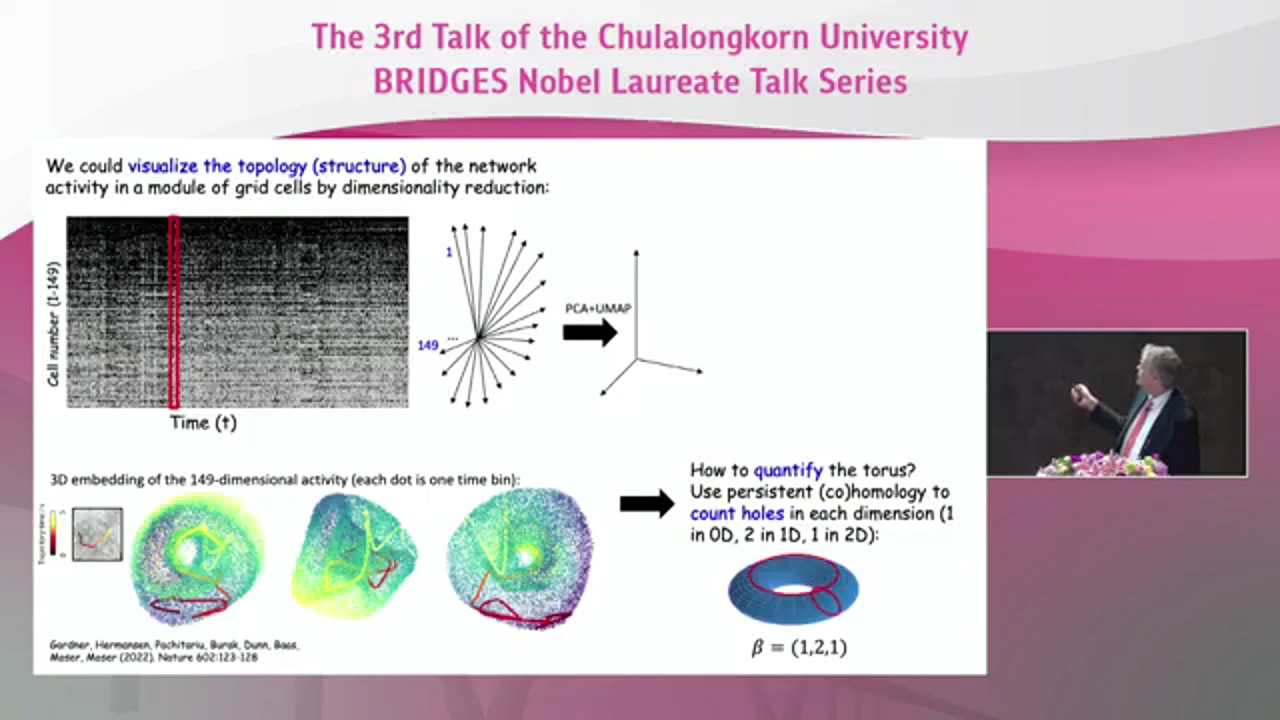 The 3rd Talk of the Chulalongkorn University
BRIDGES Nobel Laureate Talk Series
We could visualize the topology (structure) of the network
activity in a module of grid cells by dimensionality reduction:
Cell number (1-149)
Time (t)
1
149 ...
PCA+UMAP
3D embedding of the 149-dimensional activity (each dot is one time bin):
How to quantify the torus?
Use persistent (co)homology to
count holes in each dimension (1
in 0D, 2 in 1D, 1 in 2D):
β = (1,2,1)
Gardner, Hermansen, Pachitariu, Burak, Dunn, Baas,
Moser, Moser (2022). Nature 602:123-128